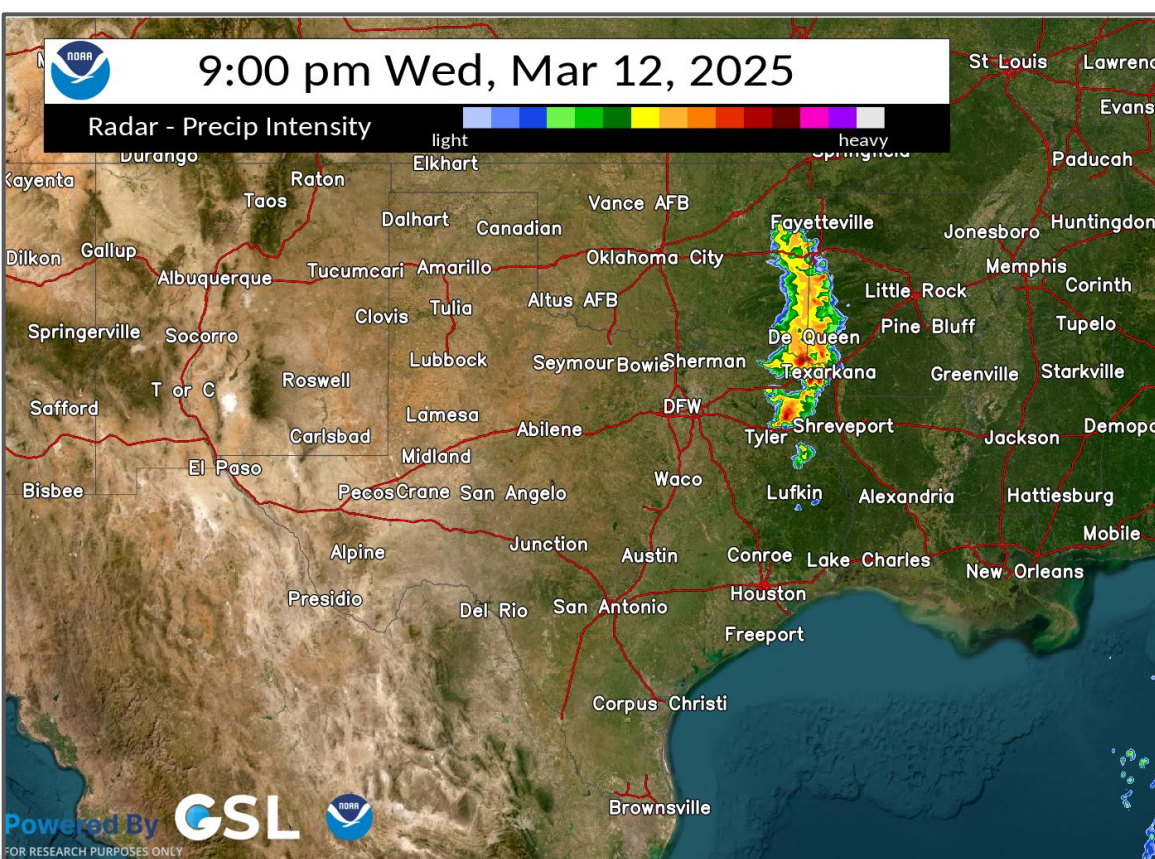 NOAA
9:00 pm Wed, Mar 12, 2025
Radar - Precip Intensity
light
heavy
St Louis
Lawrenc
Evans
Durango
Elkhart
Springfield
Paducah
Kayenta
Raton
Taos
Vance AFB
Dalhart
Canadian
Fayetteville
Jonesboro
Huntingdon
Dilkon
Gallup
Albuquerque
Tucumcari
Amarillo
Oklahoma City
Memphis
Corinth
Altus AFB
Little Rock
Clovis
Tulia
Springerville
Socorro
De Queen
Pine Bluff
Tupelo
Lubbock
Seymour
Bowie
Sherman
Texarkana
Greenville
Starkville
T or C
Roswell
Safford
Lamesa
DFW
Carlsbad
Abilene
Tyler
Shreveport
Jackson
Demopo
El Paso
Midland
Bisbee
Pecos
Crane
San Angelo
Waco
Lufkin
Alexandria
Hattiesburg
Mobile
Alpine
Junction
Austin
Conroe
Lake Charles
New Orleans
Presidio
Del Rio
San Antonio
Houston
Freeport
Corpus Christi
Brownsville
Powered By
GSL
NOAA
FOR RESEARCH PURPOSES ONLY